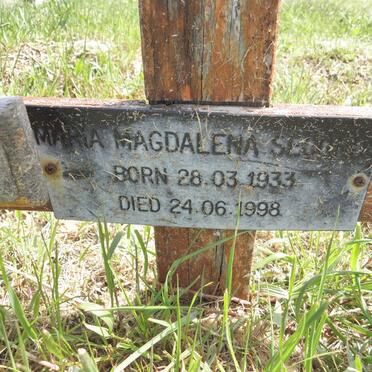 MARIA MAGDALENA
BORN 28.03.1933
DIED 24.06.1998